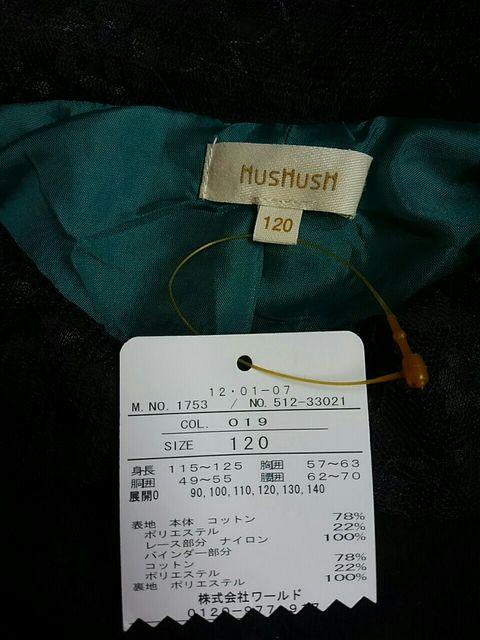 HusHusH
120
12・01-07
M.NO. 1753 / NO. 512-33021
COL. 019
SIZE 120
身長 115〜125 胸囲 57〜63
胴囲 49〜55 腰囲 62〜70
展開0 90,100,110,120,130,140
表地 本体 コットン 78%
ポリエステル 22%
レース部分 ナイロン 100%
バインダー部分
コットン 78%
ポリエステル 22%
裏地 ポリエステル 100%
株式会社ワールド